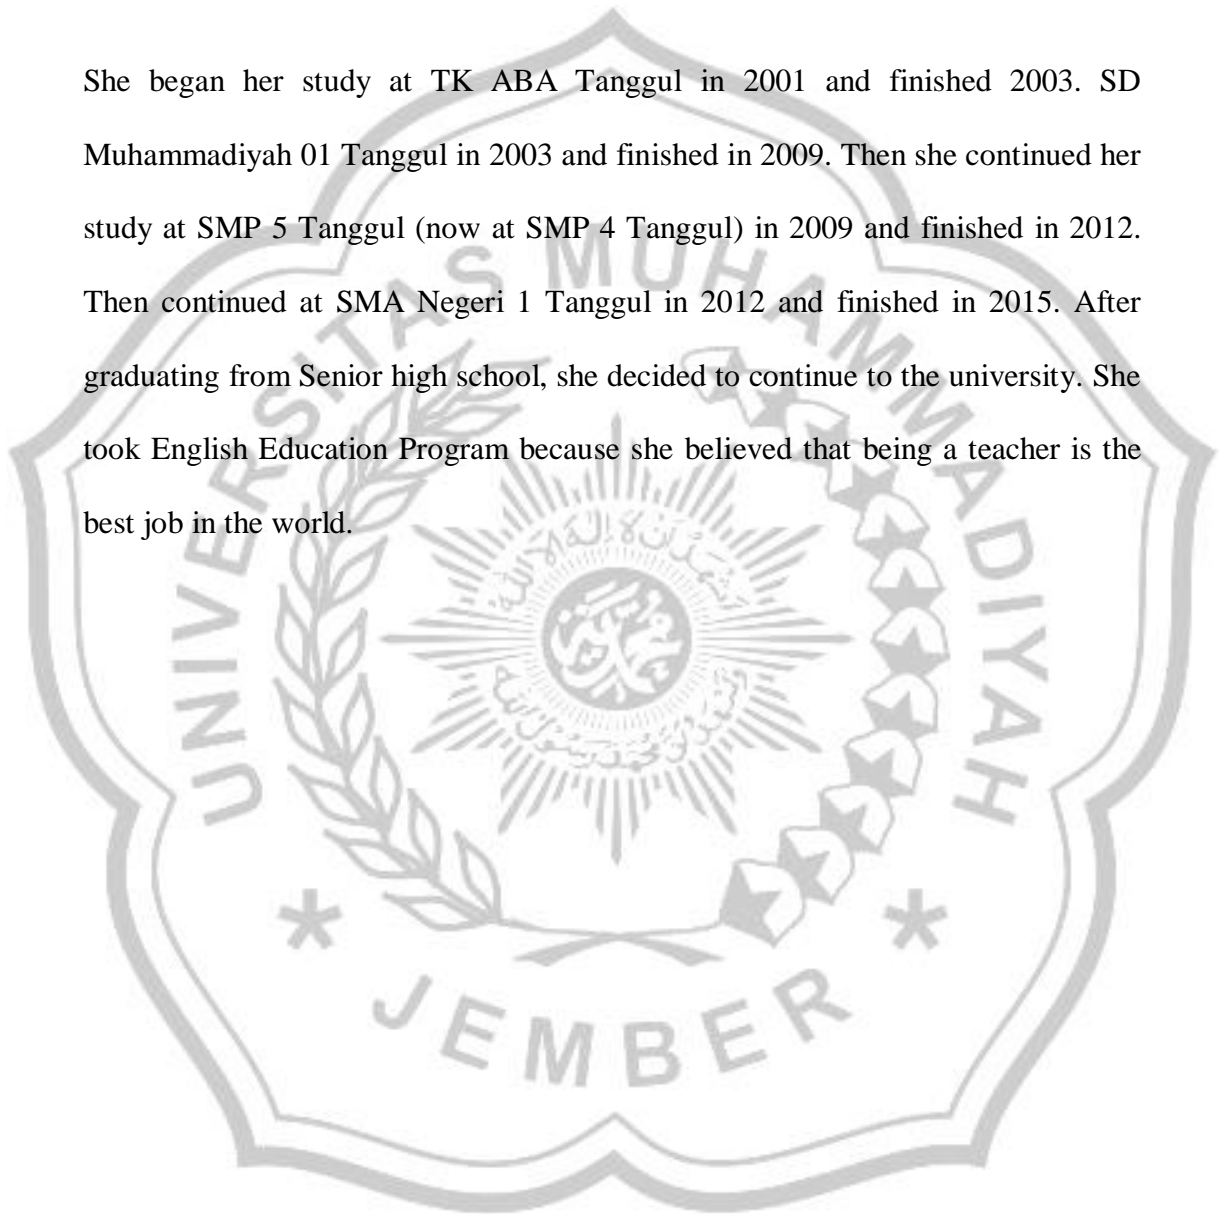 She began her study at TK ABA Tanggul in 2001 and finished 2003. SD
Muhammadiyah 01 Tanggul in 2003 and finished in 2009. Then she continued her
study at SMP 5 Tanggul (now at SMP 4 Tanggul) in 2009 and finished in 2012.
Then continued at SMA Negeri 1 Tanggul in 2012 and finished in 2015. After
graduating from Senior high school, she decided to continue to the university. She
took English Education Program because she believed that being a teacher is the
best job in the world.
UNIVERSITAS MUHAMMADIYAH
JEMBER